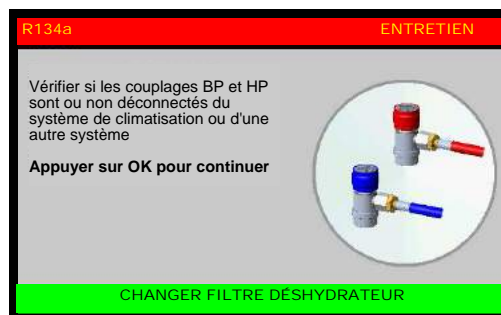 R134a
ENTRETIEN
Vérifier si les couplages BP et HP
sont ou non déconnectés du
système de climatisation ou d'une
autre système
Appuyer sur OK pour continuer
CHANGER FILTRE DÉSHYDRATEUR